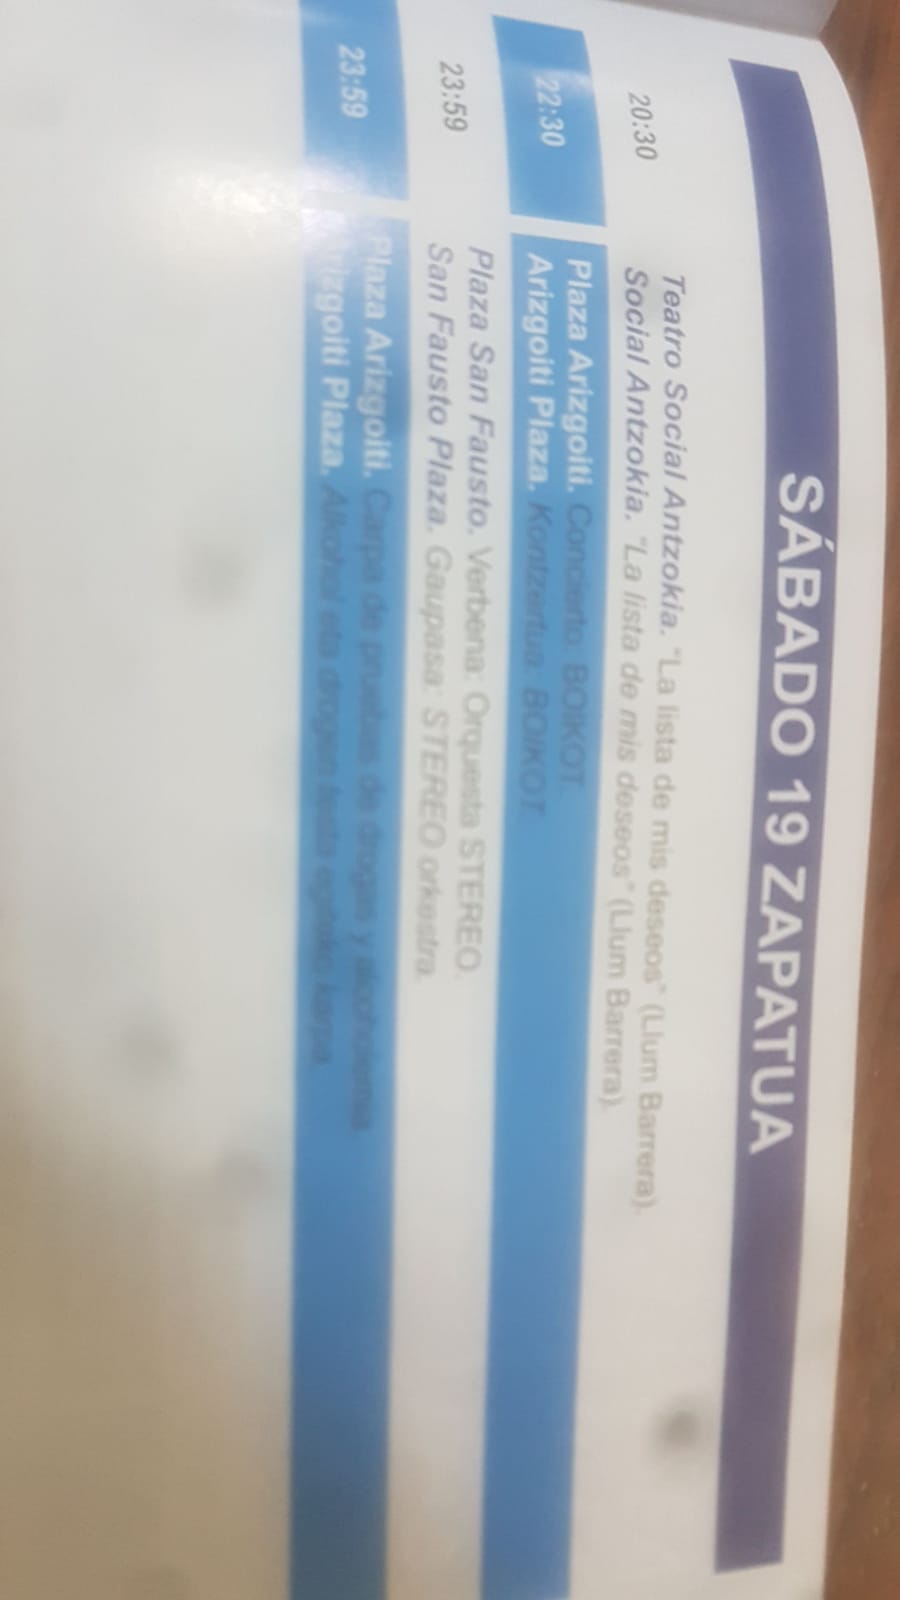 SÁBADO 19 ZAPATUA
20:30
Teatro Social Antzokia. "La lista de mis deseos" (Llum Barrera).
Social Antzokia. "La lista de mis deseos" (Llum Barrera).
22:30
Plaza Arizgoiti. Concierto: BOIKOT.
Arizgoiti Plaza. Kontzertua: BOIKOT.
23:59
Plaza San Fausto. Verbena: Orquesta STEREO.
San Fausto Plaza. Gaupasa: STEREO orkestra.
23:59
Plaza Arizgoiti. Carpa de pruebas de drogas y alcoholemia.
Arizgoiti Plaza. Alkohol eta drogen testa egiteko karpa.